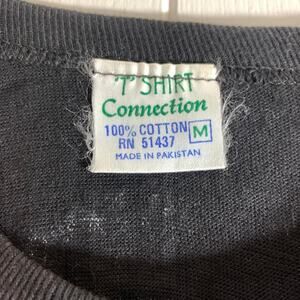 'T' SHIRT
Connection
100% COTTON M
RN 51437
MADE IN PAKISTAN